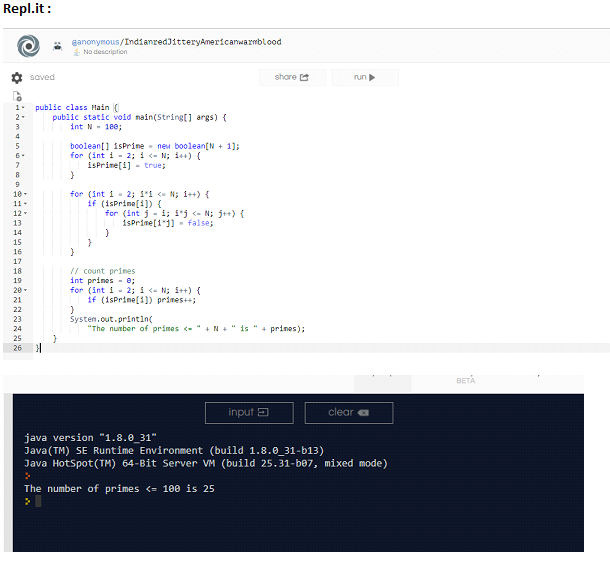 Repl.it :
@anonymous/IndianredJitteryAmericanwarmblood
No description
saved
share
run
1 public class Main {
2 public static void main(String[] args) {
3 int N = 100;
4
5 boolean[] isPrime = new boolean[N + 1];
6 for (int i = 2; i <= N; i++) {
7 isPrime[i] = true;
8 }
9
10 for (int i = 2; i*i <= N; i++) {
11 if (isPrime[i]) {
12 for (int j = i; i*j <= N; j++) {
13 isPrime[i*j] = false;
14 }
15 }
16 }
17
18 // count primes
19 int primes = 0;
20 for (int i = 2; i <= N; i++) {
21 if (isPrime[i]) primes++;
22 }
23 System.out.println(
24 "The number of primes <= " + N + " is " + primes);
25 }
26 }
BETA
input
clear
java version "1.8.0_31"
Java(TM) SE Runtime Environment (build 1.8.0_31-b13)
Java HotSpot(TM) 64-Bit Server VM (build 25.31-b07, mixed mode)
The number of primes <= 100 is 25